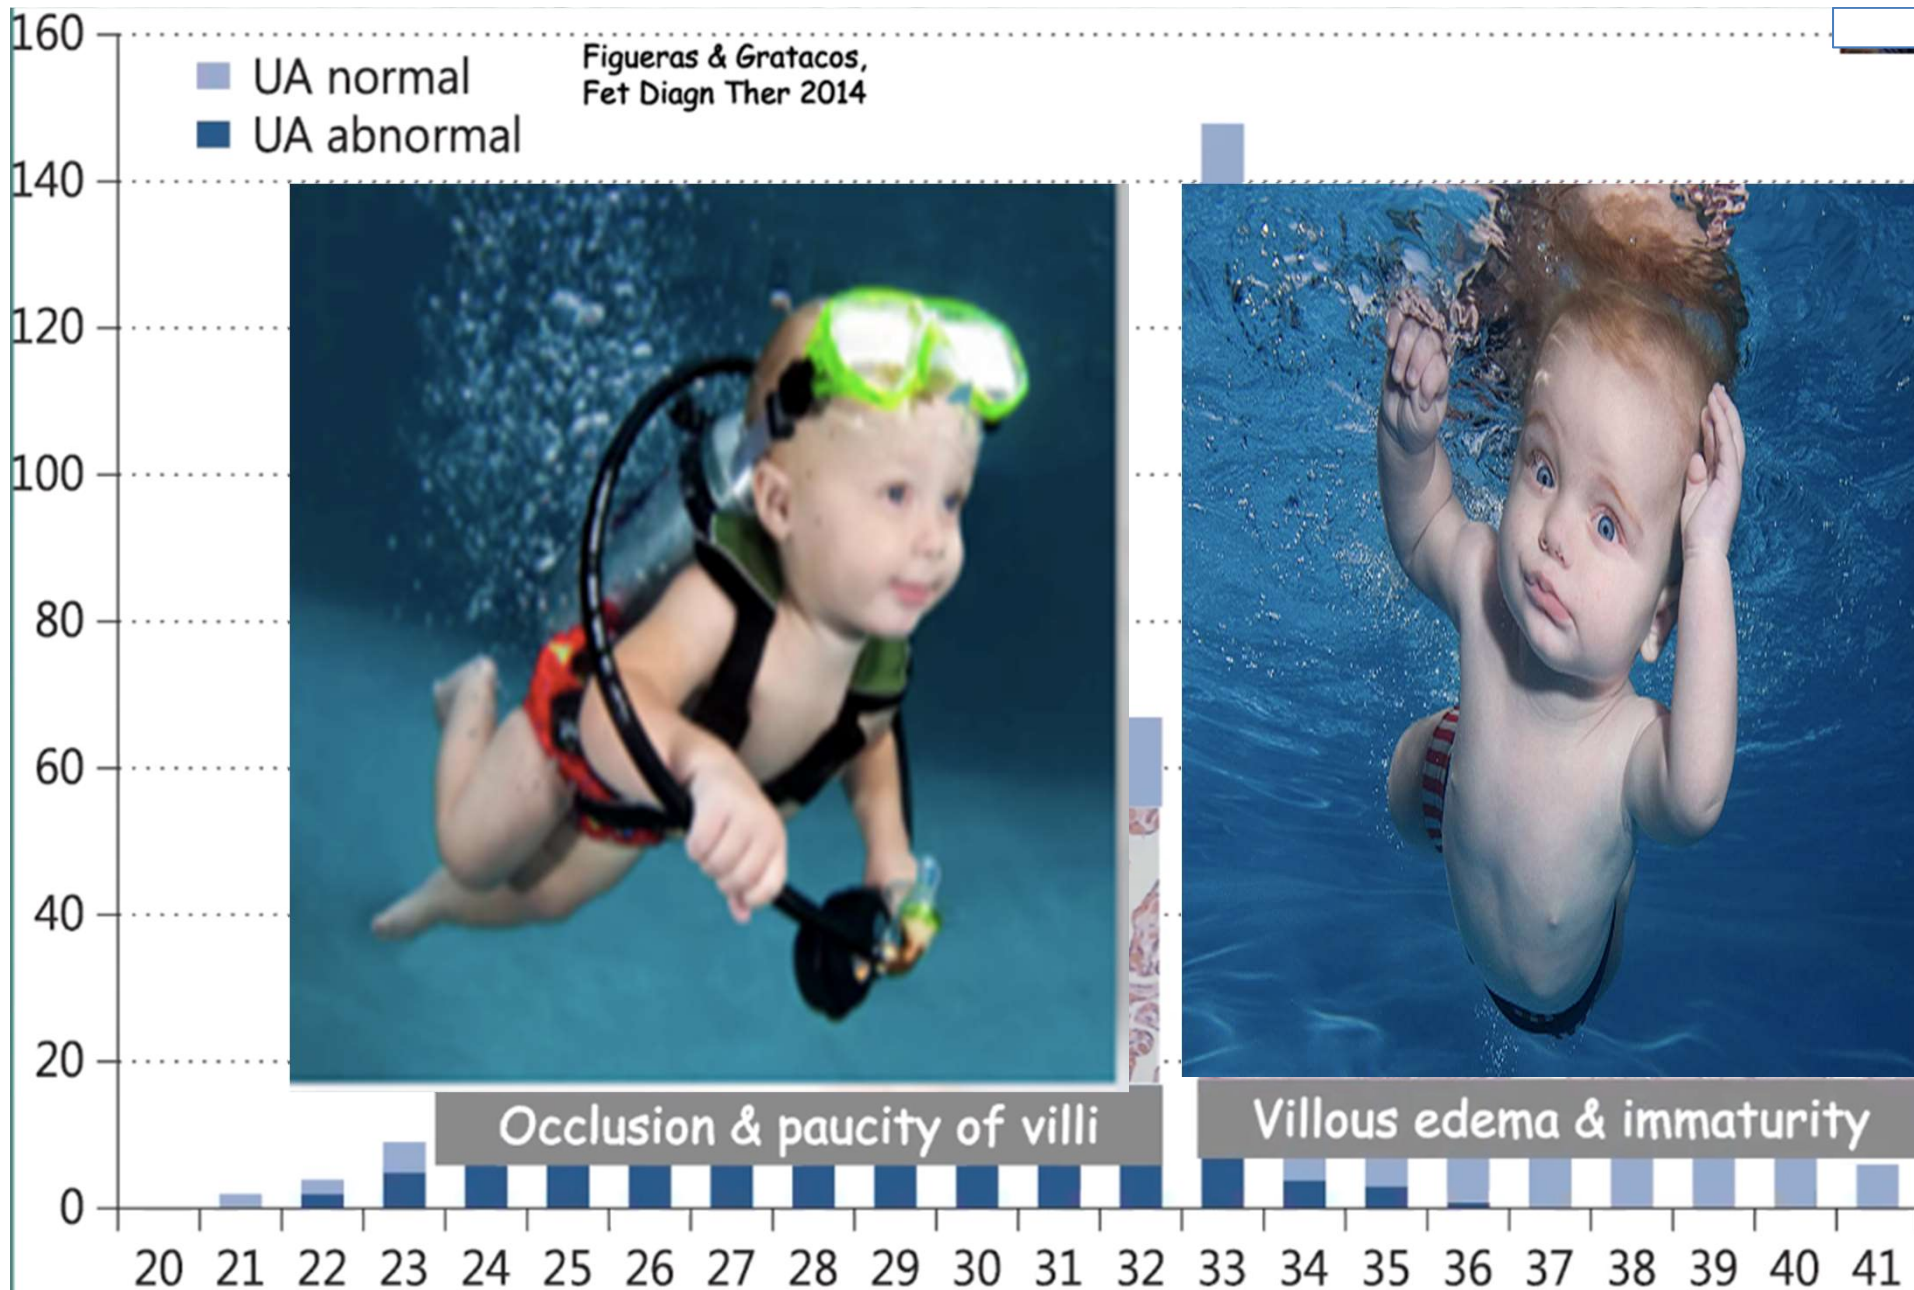 160
UA normal
UA abnormal
Figueras & Gratacos,
Fet Diagn Ther 2014
140
120
100
80
60
40
20
Occlusion & paucity of villi
Villous edema & immaturity
0
20 21 22 23 24 25 26 27 28 29 30 31 32 33 34 35 36 37 38 39 40 41